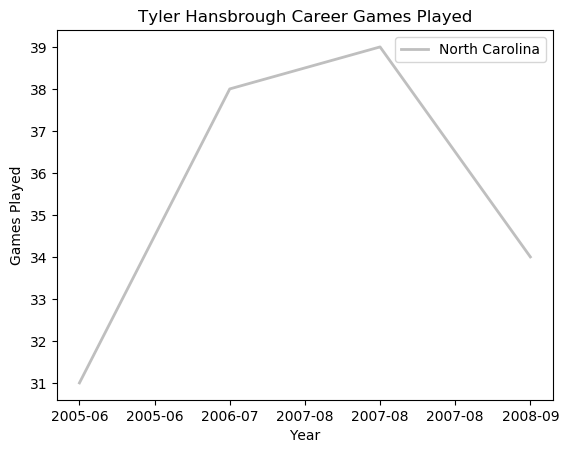 Tyler Hansbrough Career Games Played
North Carolina
39
38
37
36
35
34
33
32
31
Games Played
2005-06 2005-06 2006-07 2007-08 2007-08 2007-08 2008-09
Year